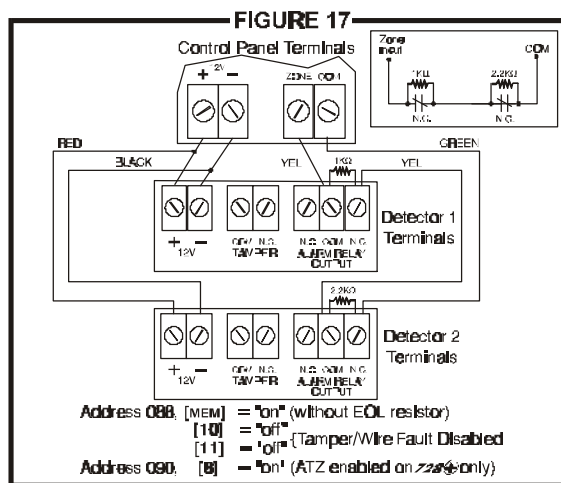 FIGURE 17
Control Panel Terminals
+ 12V −
ZONE COM
Zone
Input
COM
1KΩ
2.2KΩ
N.C.
N.C.
RED
GREEN
BLACK
YEL
1KΩ
YEL
Detector 1
Terminals
+ 12V −
COM N.C.
TAMPER
N.O. COM N.C.
ALARM RELAY
OUTPUT
2.2KΩ
Detector 2
Terminals
+ 12V −
COM N.C.
TAMPER
N.O. COM N.C.
ALARM RELAY
OUTPUT
Address 088, [MEM] = "on" (without EOL resistor)
[10] = "off"
[11] = "off" {Tamper/Wire Fault Disabled
Address 090, [8] = "on" (ATZ enabled on 728 only)